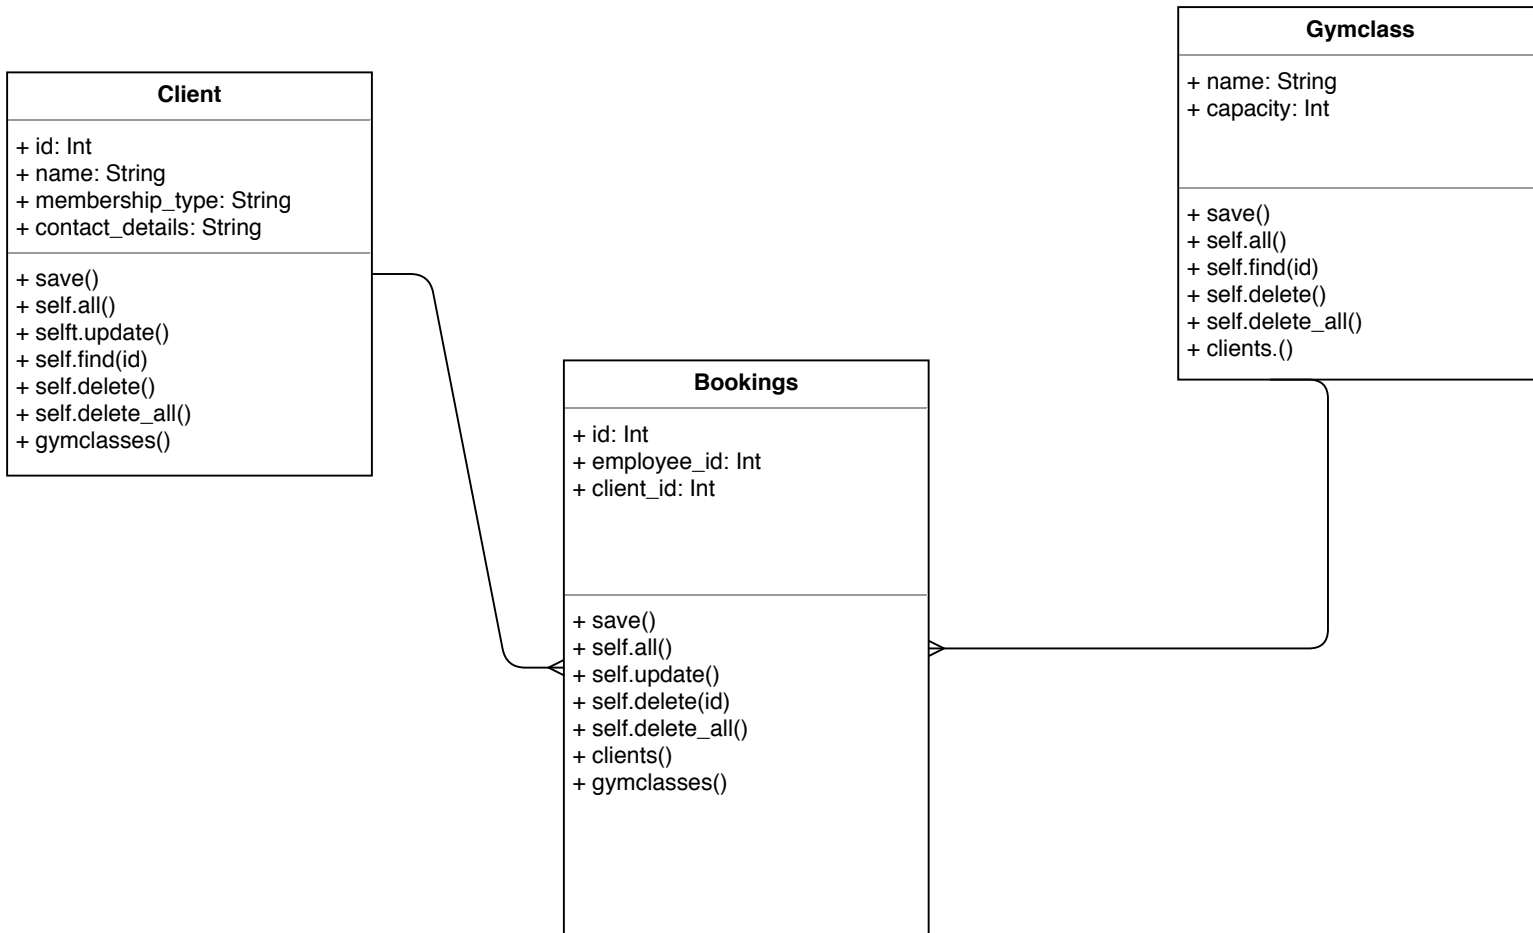 Client
+ id: Int
+ name: String
+ membership_type: String
+ contact_details: String
+ save()
+ self.all()
+ selft.update()
+ self.find(id)
+ self.delete()
+ self.delete_all()
+ gymclasses()
Bookings
+ id: Int
+ employee_id: Int
+ client_id: Int
+ save()
+ self.all()
+ self.update()
+ self.delete(id)
+ self.delete_all()
+ clients()
+ gymclasses()
Gymclass
+ name: String
+ capacity: Int
+ save()
+ self.all()
+ self.find(id)
+ self.delete()
+ self.delete_all()
+ clients.()